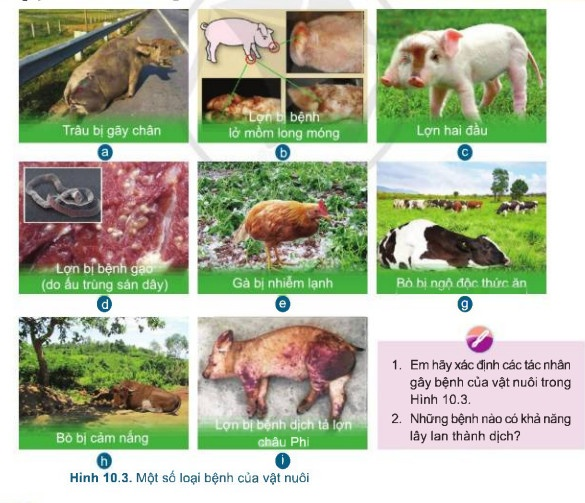 Trâu bị gãy chân
Lợn bị bệnh
lở mồm long móng
Lợn hai đầu
a
b
c
Lợn bị bệnh gạo
(do ấu trùng sán dây)
Gà bị nhiễm lạnh
Bò bị ngộ độc thức ăn
d
e
g
Bò bị cảm nắng
Lợn bị bệnh dịch tả lợn
châu Phi
h
i
1. Em hãy xác định các tác nhân
gây bệnh của vật nuôi trong
Hình 10.3.
2. Những bệnh nào có khả năng
lây lan thành dịch?
Hình 10.3. Một số loại bệnh của vật nuôi